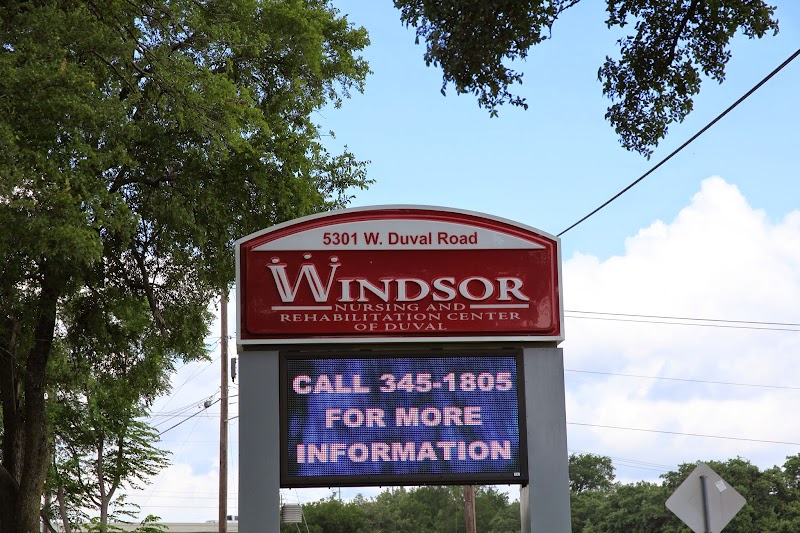 5301 W. Duval Road
WINDSOR
NURSING AND
REHABILITATION CENTER
OF DUVAL
CALL 345-1805
FOR MORE
INFORMATION